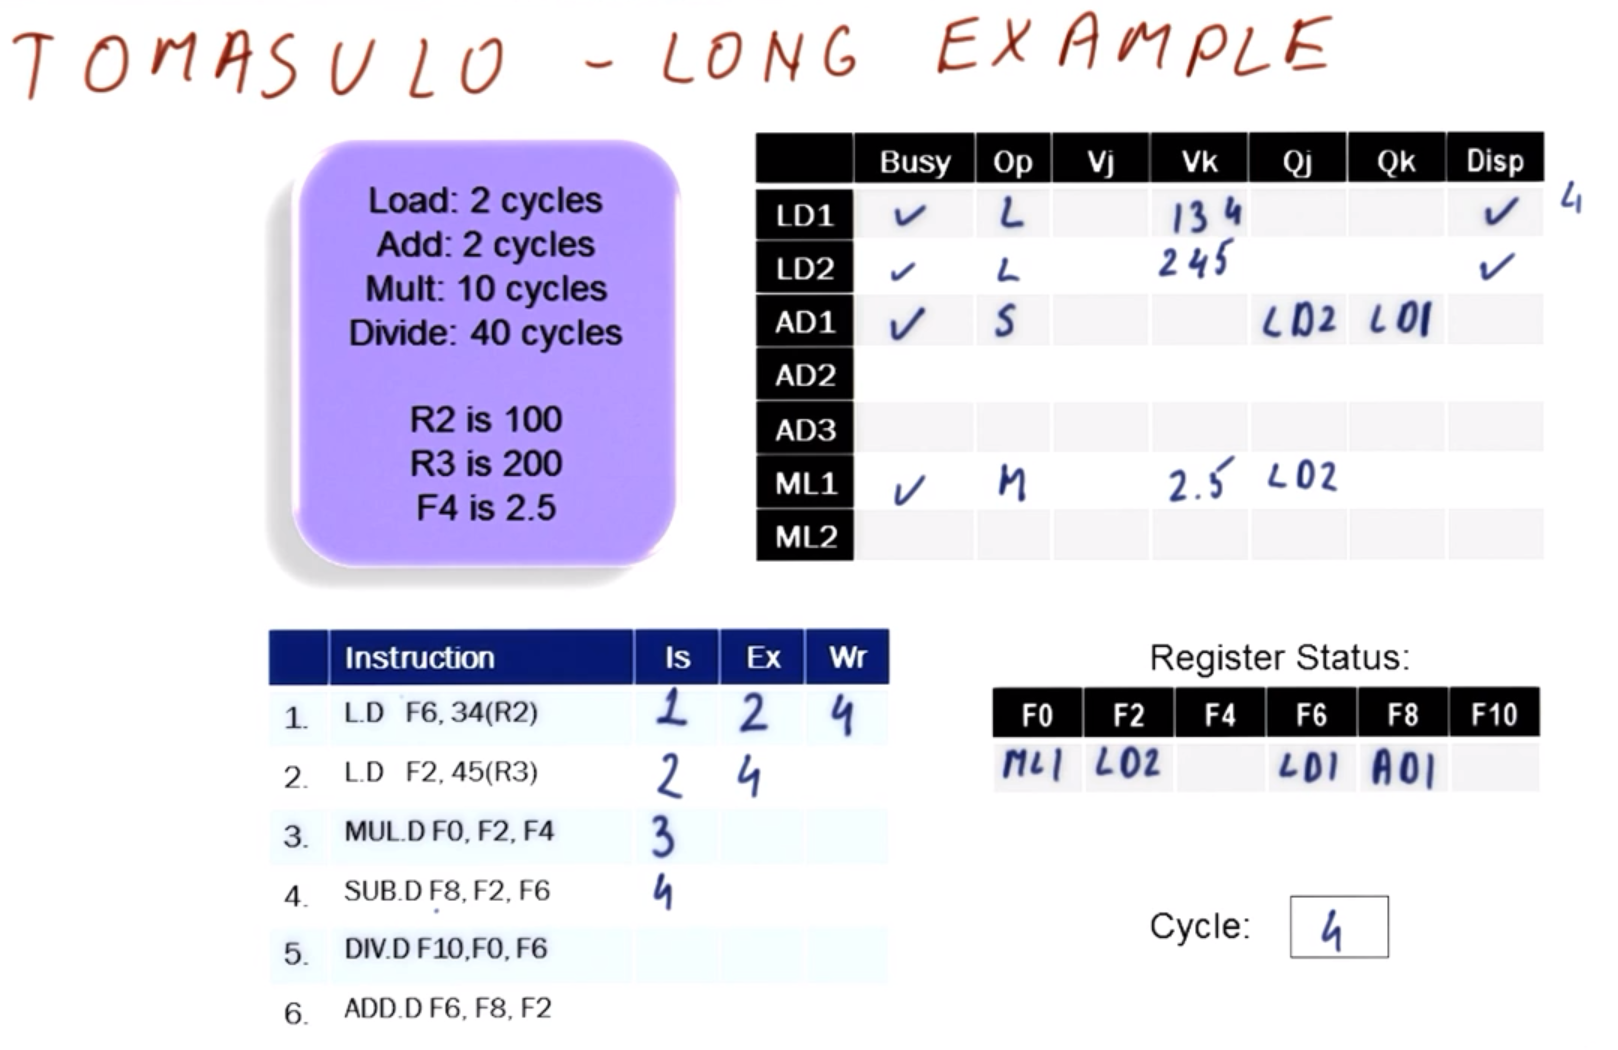 TOMASULO - LONG EXAMPLE
Load: 2 cycles
Add: 2 cycles
Mult: 10 cycles
Divide: 40 cycles
R2 is 100
R3 is 200
F4 is 2.5
Busy Op Vj Vk Qj Qk Disp
LD1 ✓ L 134 ✓ 4
LD2 ✓ L 245 ✓
AD1 ✓ S LD2 LD1
AD2
AD3
ML1 ✓ M 2.5 LD2
ML2
Instruction Is Ex Wr
1. L.D F6, 34(R2) 1 2 4
2. L.D F2, 45(R3) 2 4
3. MUL.D F0, F2, F4 3
4. SUB.D F8, F2, F6 4
5. DIV.D F10,F0, F6
6. ADD.D F6, F8, F2
Register Status:
F0 F2 F4 F6 F8 F10
ML1 LD2 LD1 AD1
Cycle: 4